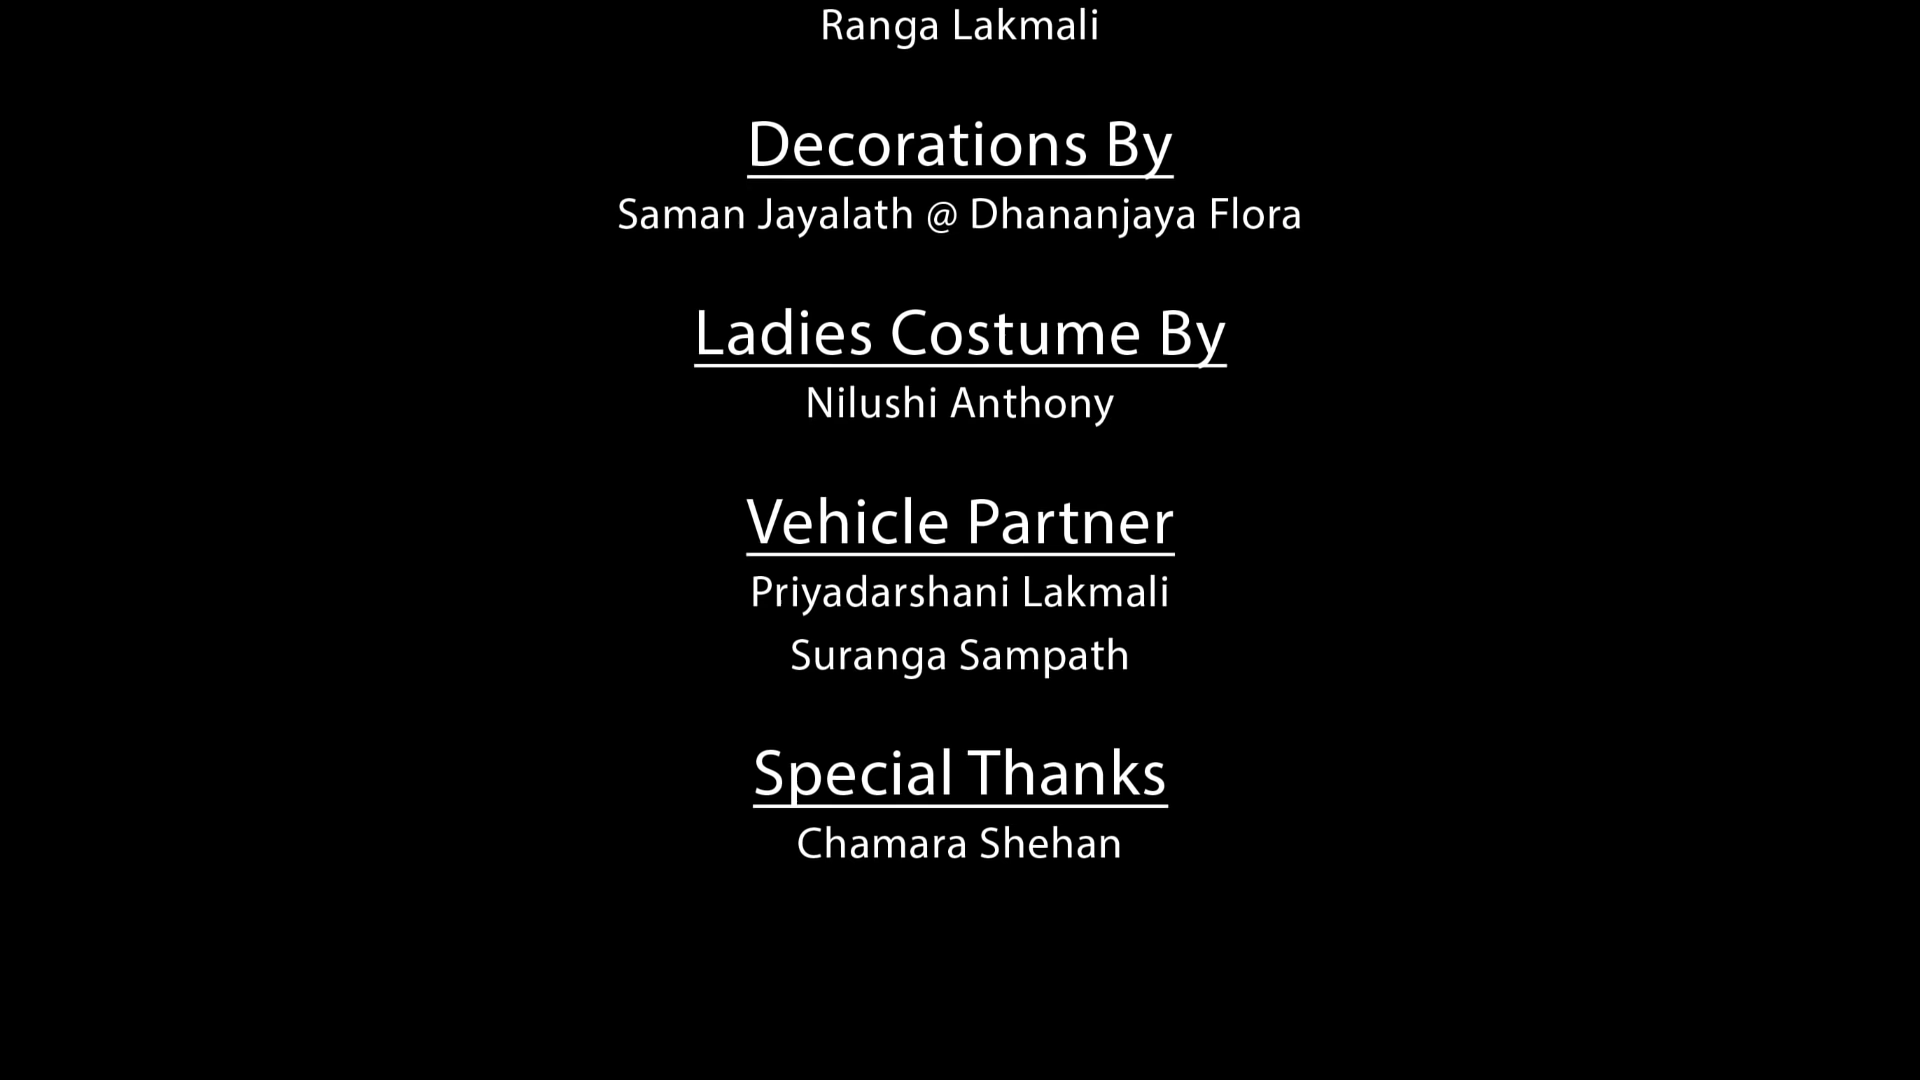 Ranga Lakmali
Decorations By
Saman Jayalath @ Dhananjaya Flora
Ladies Costume By
Nilushi Anthony
Vehicle Partner
Priyadarshani Lakmali
Suranga Sampath
Special Thanks
Chamara Shehan